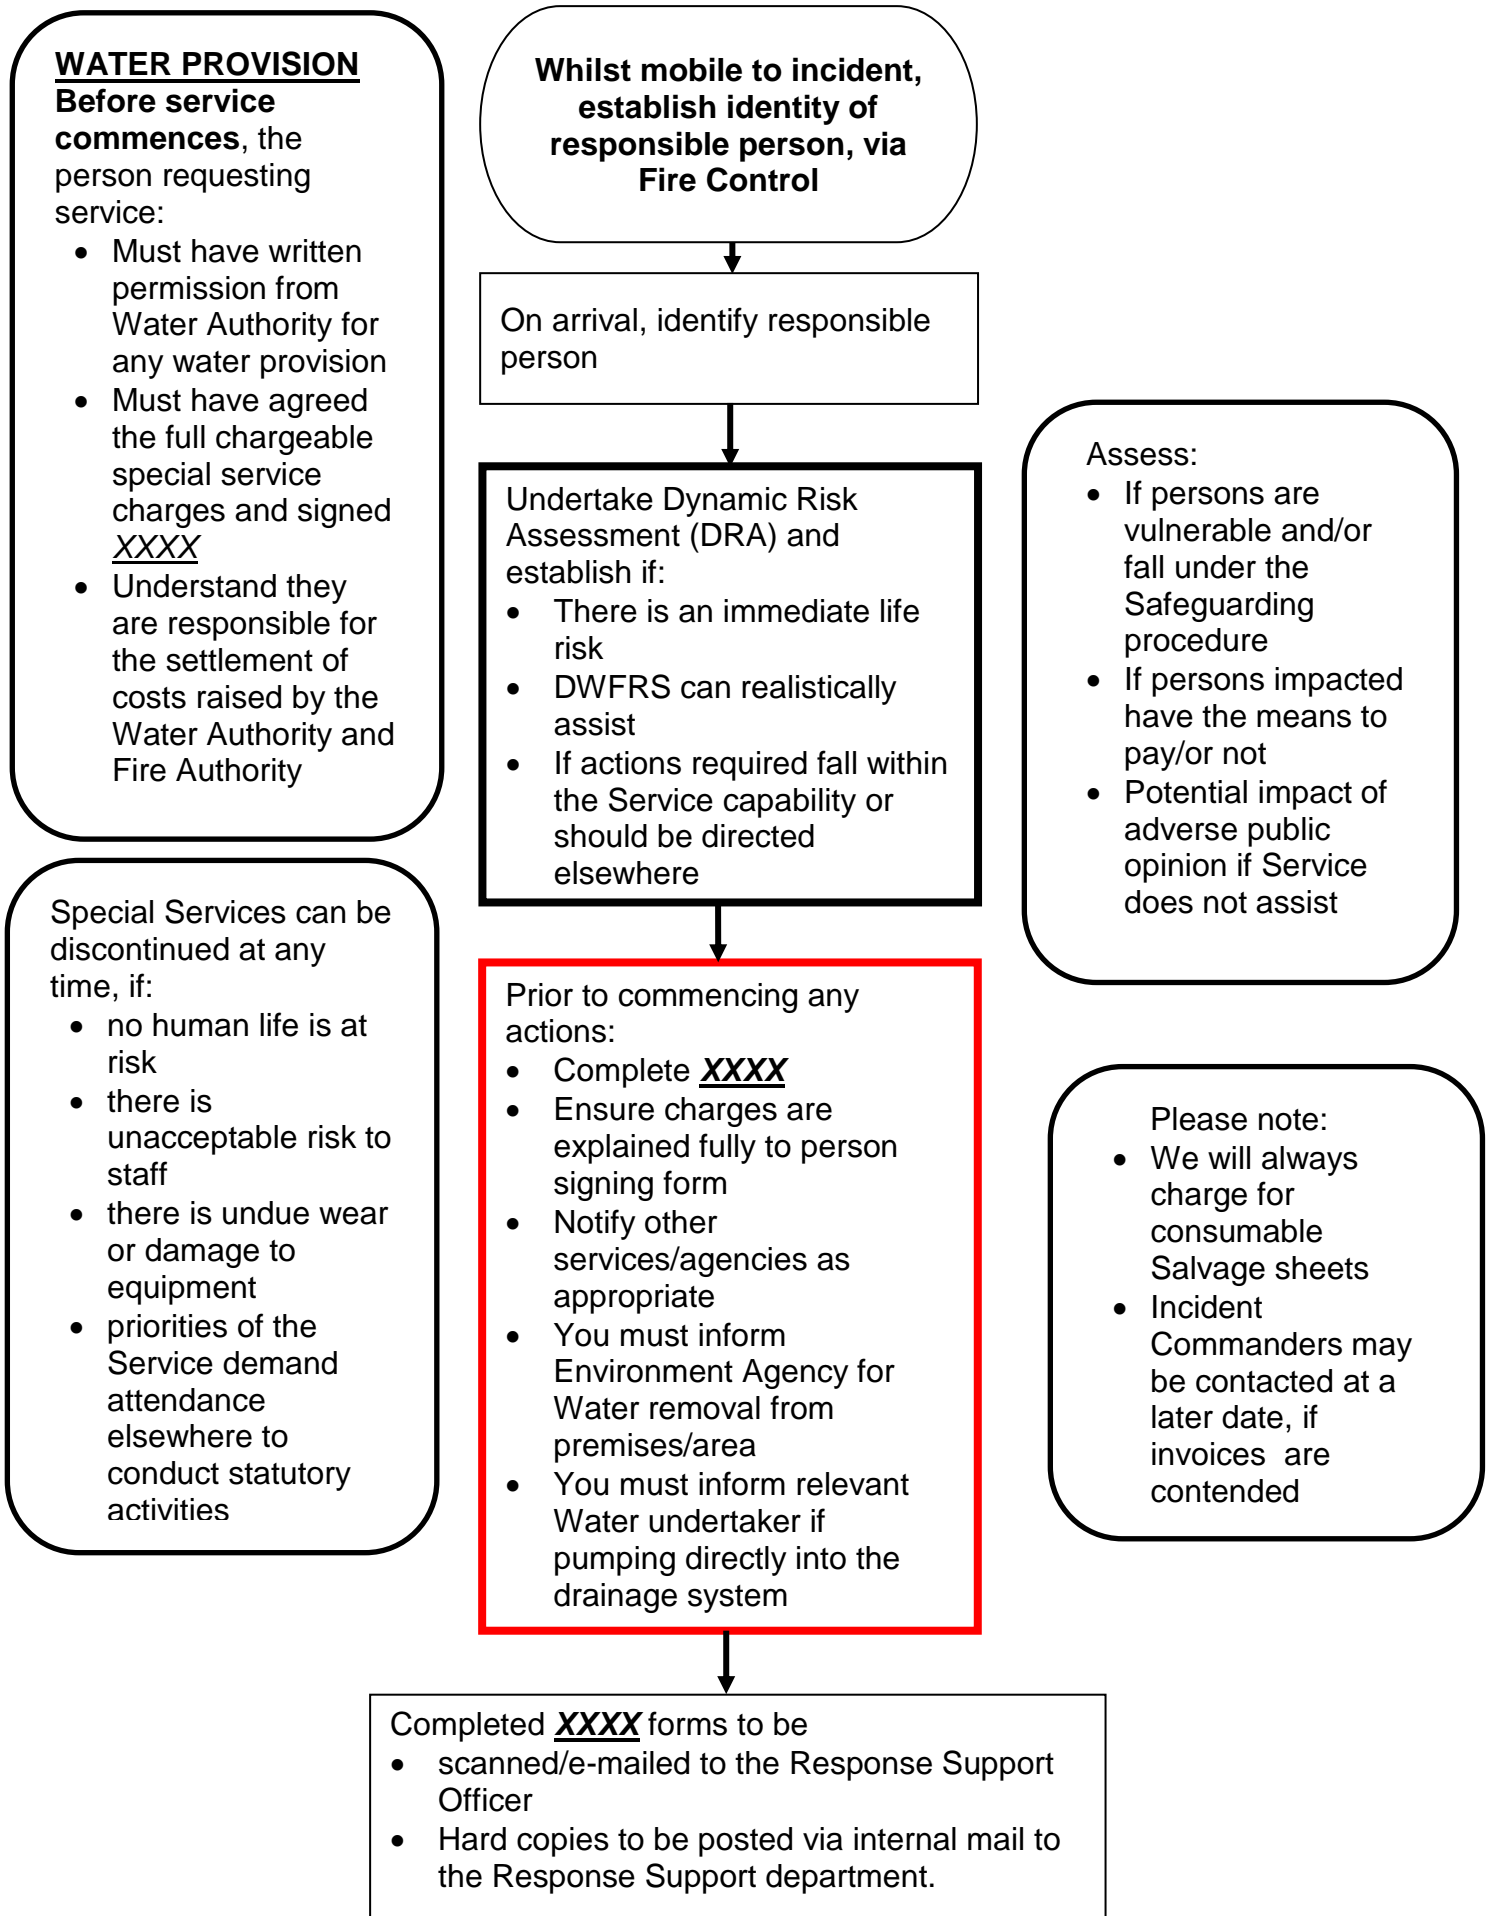 WATER PROVISION
Before service
commences, the
person requesting
service:
• Must have written
permission from
Water Authority for
any water provision
• Must have agreed
the full chargeable
special service
charges and signed
XXXX
• Understand they
are responsible for
the settlement of
costs raised by the
Water Authority and
Fire Authority
Special Services can be
discontinued at any
time, if:
• no human life is at
risk
• there is
unacceptable risk to
staff
• there is undue wear
or damage to
equipment
• priorities of the
Service demand
attendance
elsewhere to
conduct statutory
activities
Whilst mobile to incident,
establish identity of
responsible person, via
Fire Control
On arrival, identify responsible
person
Undertake Dynamic Risk
Assessment (DRA) and
establish if:
• There is an immediate life
risk
• DWFRS can realistically
assist
• If actions required fall within
the Service capability or
should be directed
elsewhere
Prior to commencing any
actions:
• Complete XXXX
• Ensure charges are
explained fully to person
signing form
• Notify other
services/agencies as
appropriate
• You must inform
Environment Agency for
Water removal from
premises/area
• You must inform relevant
Water undertaker if
pumping directly into the
drainage system
Completed XXXX forms to be
• scanned/e-mailed to the Response Support
Officer
• Hard copies to be posted via internal mail to
the Response Support department.
Assess:
• If persons are
vulnerable and/or
fall under the
Safeguarding
procedure
• If persons impacted
have the means to
pay/or not
• Potential impact of
adverse public
opinion if Service
does not assist
Please note:
• We will always
charge for
consumable
Salvage sheets
• Incident
Commanders may
be contacted at a
later date, if
invoices are
contended